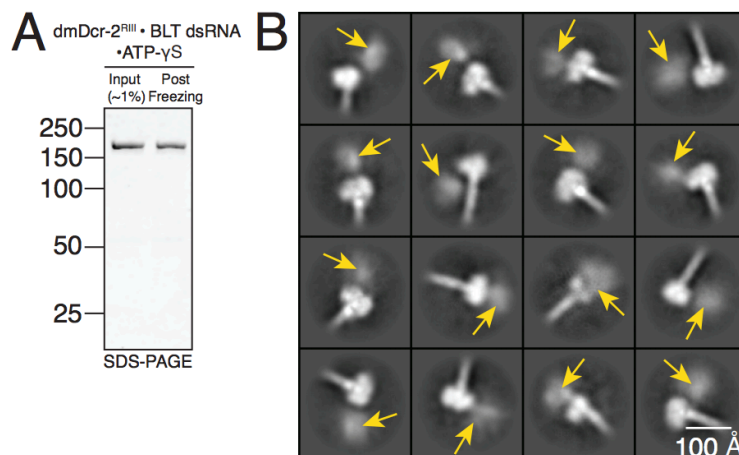 A
dmDcr-2ᴿᴵᴵᴵ • BLT dsRNA
•ATP-γS
Input Post
(~1%) Freezing
250
150
100
50
25
SDS-PAGE
B
100 Å